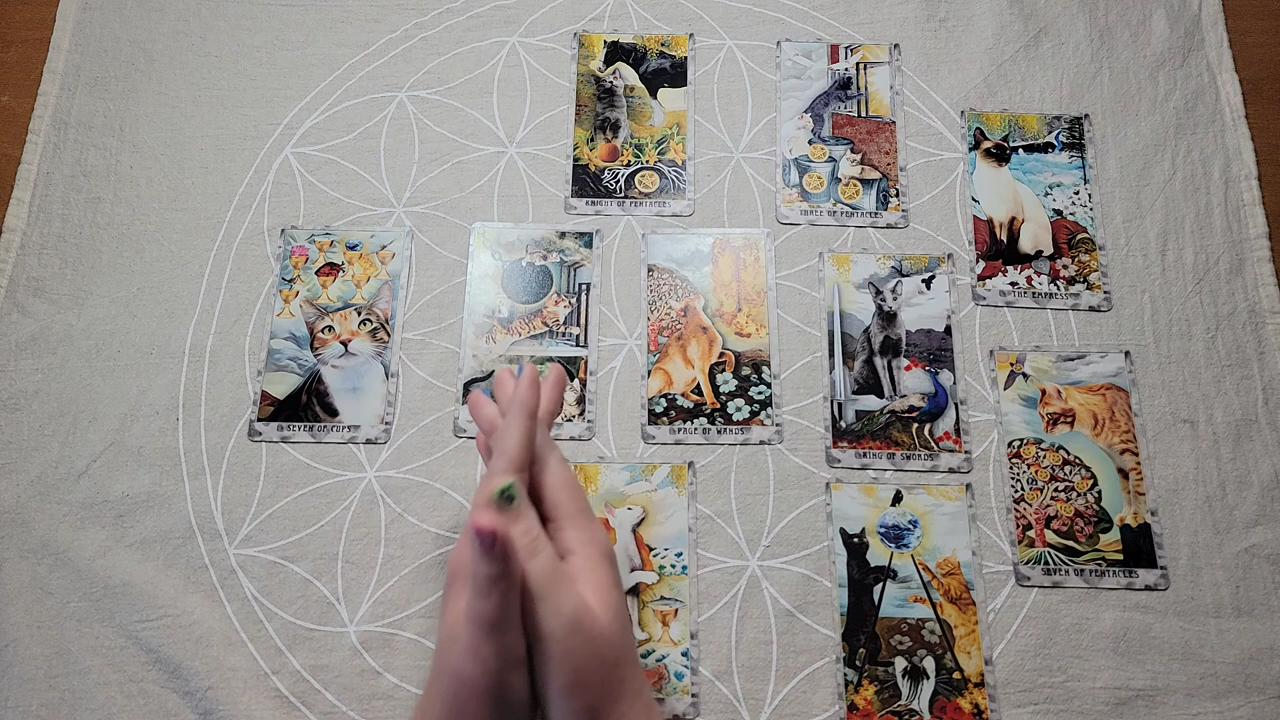 KNIGHT OF PENTACLES
THREE OF PENTACLES
THE EMPRESS
SEVEN OF CUPS
PAGE OF WANDS
KING OF SWORDS
SEVEN OF PENTACLES